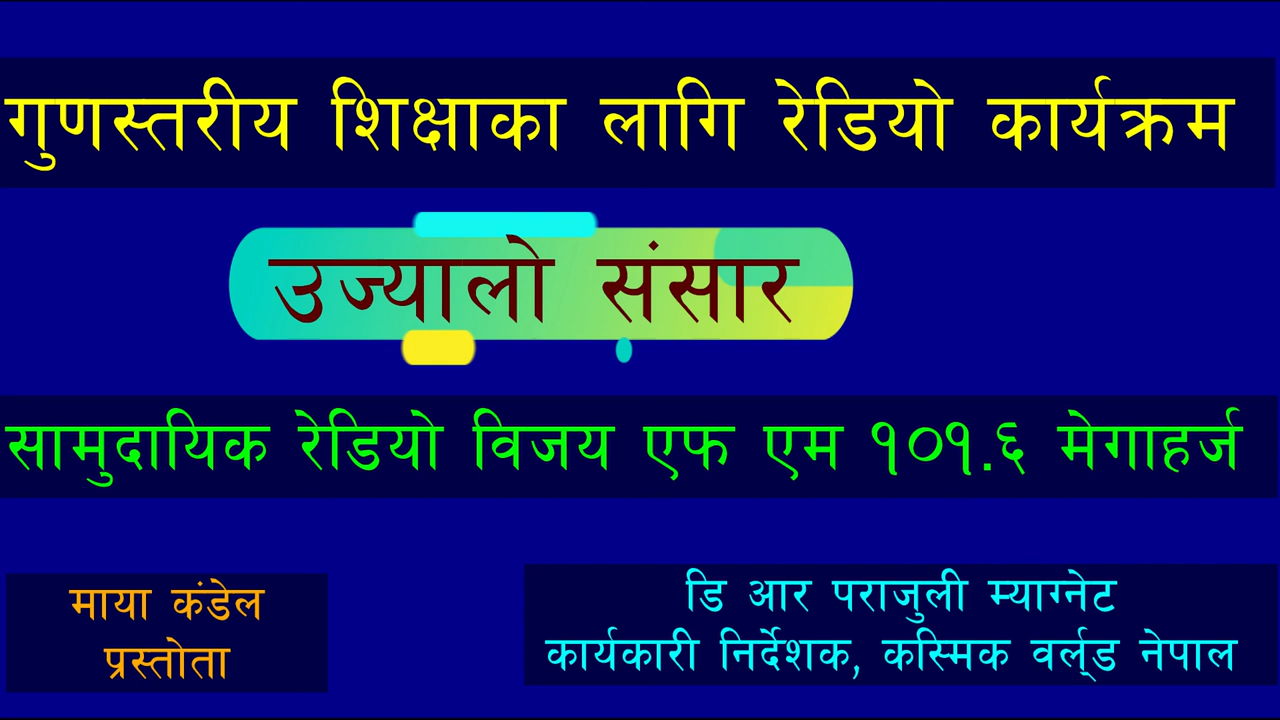 गुणस्तरीय शिक्षाका लागि रेडियो कार्यक्रम
उज्यालो संसार
सामुदायिक रेडियो विजय एफ एम १०१.६ मेगाहर्ज
माया कंडेल
प्रस्तोता
डि आर पराजुली म्याग्नेट
कार्यकारी निर्देशक, कस्मिक वर्ल्ड नेपाल